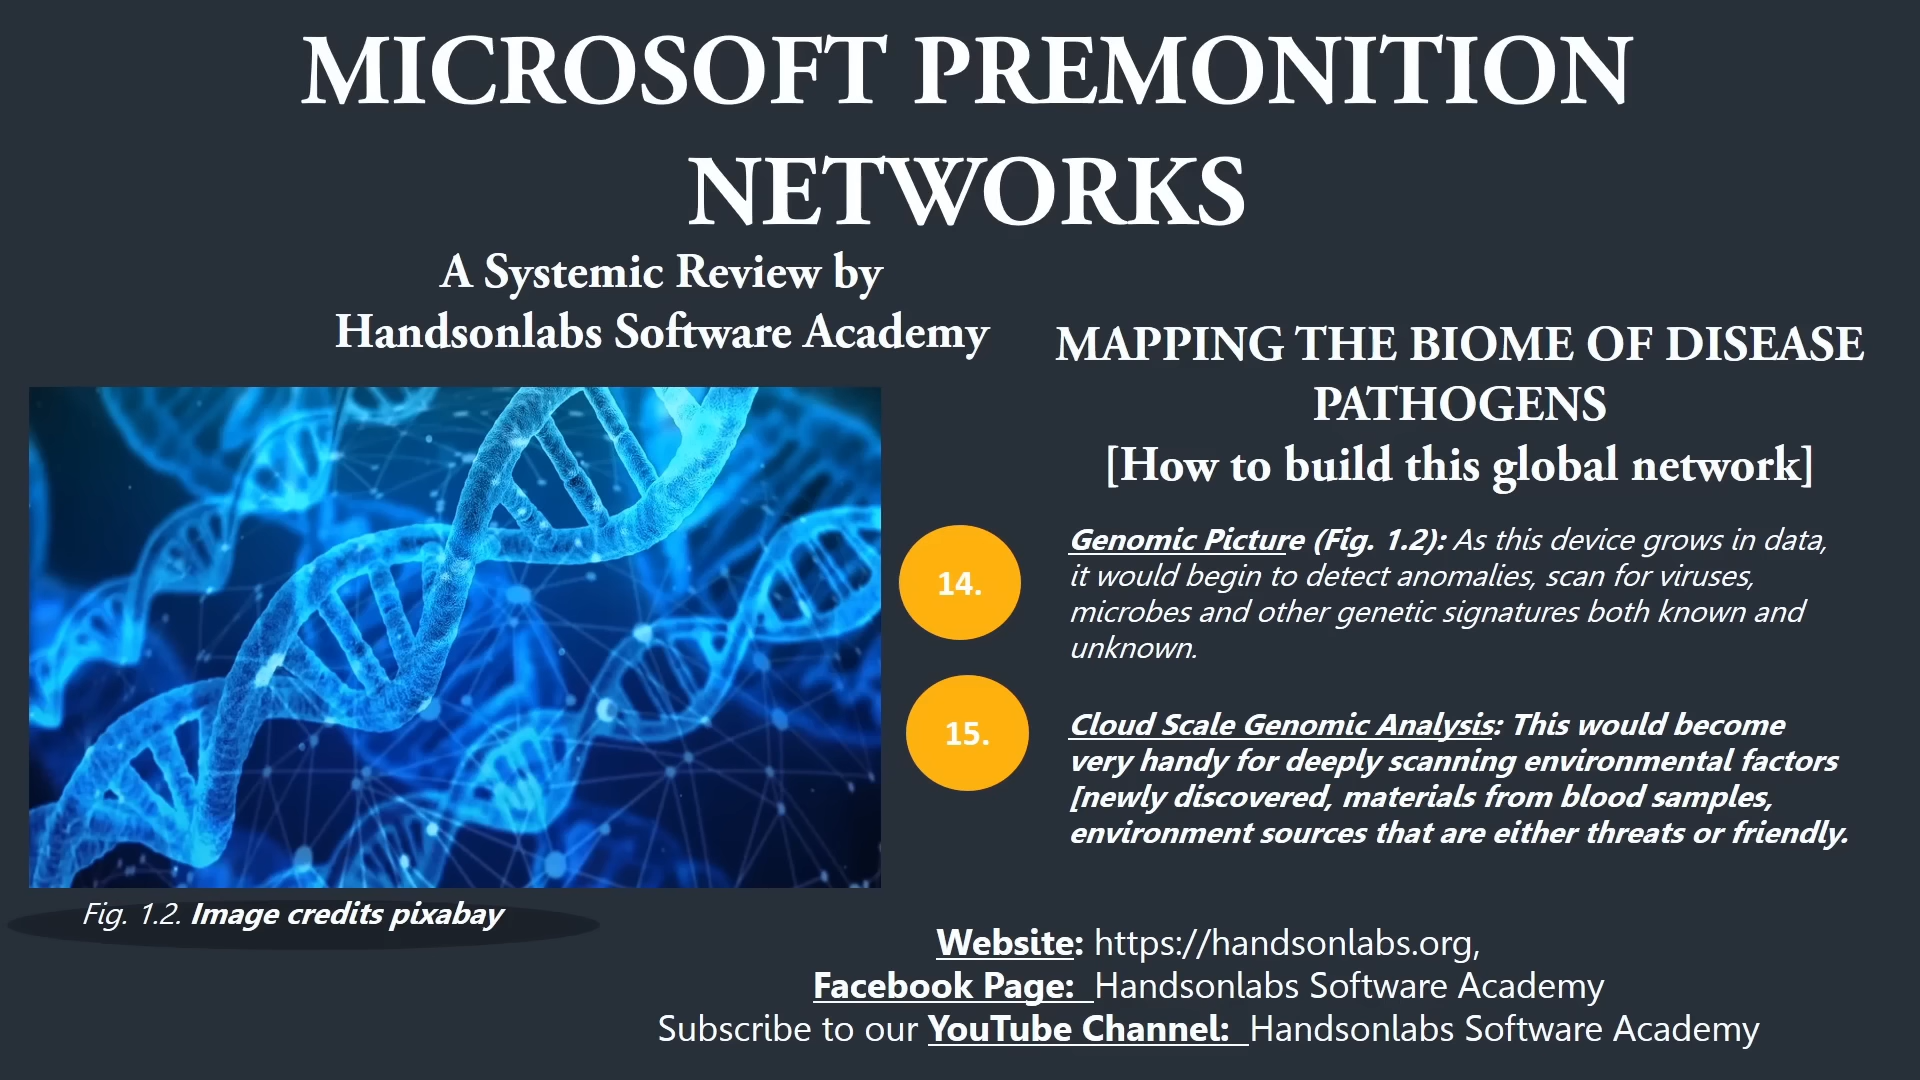 MICROSOFT PREMONITION
NETWORKS
A Systemic Review by
Handsonlabs Software Academy
MAPPING THE BIOME OF DISEASE
PATHOGENS
[How to build this global network]
14.
Genomic Picture (Fig. 1.2): As this device grows in data,
it would begin to detect anomalies, scan for viruses,
microbes and other genetic signatures both known and
unknown.
15.
Cloud Scale Genomic Analysis: This would become
very handy for deeply scanning environmental factors
[newly discovered, materials from blood samples,
environment sources that are either threats or friendly.
Fig. 1.2. Image credits pixabay
Website: https://handsonlabs.org,
Facebook Page: Handsonlabs Software Academy
Subscribe to our YouTube Channel: Handsonlabs Software Academy